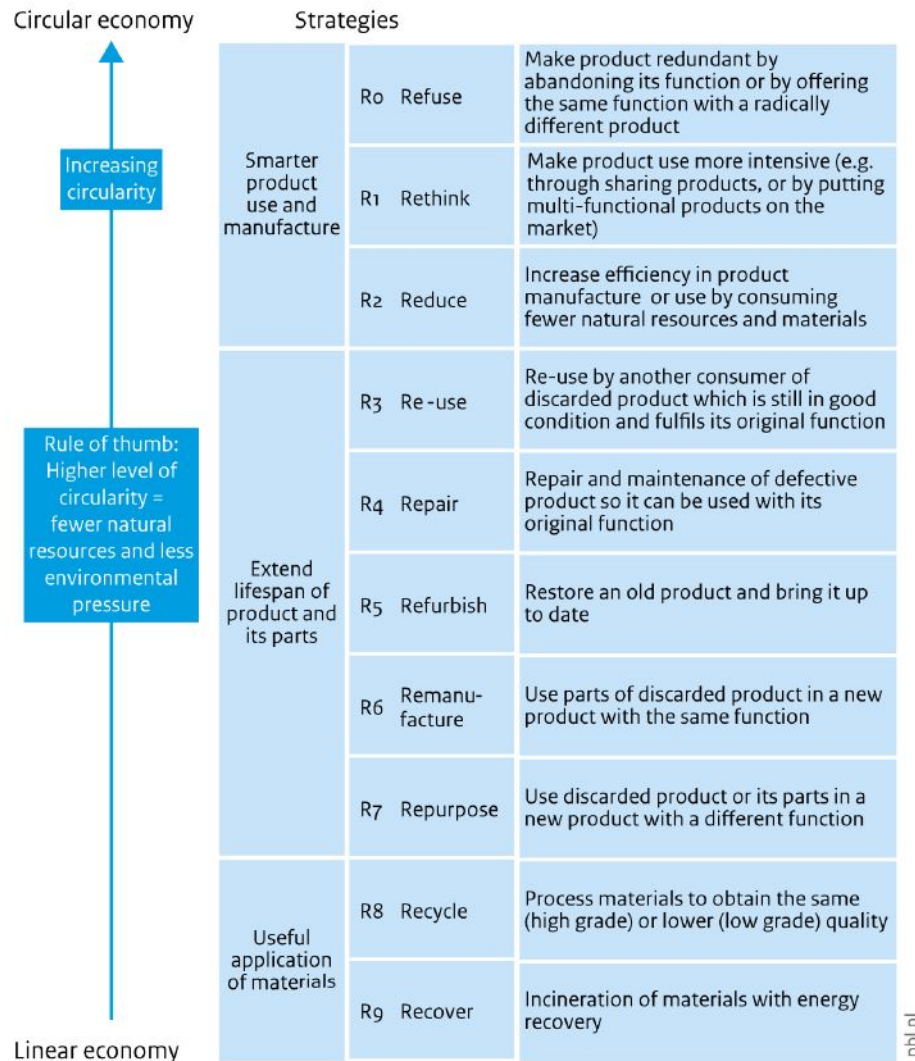 Circular economy
Strategies
Increasing
circularity
Rule of thumb:
Higher level of
circularity =
fewer natural
resources and less
environmental
pressure
Linear economy
Smarter
product
use and
manufacture
R0 Refuse
Make product redundant by
abandoning its function or by offering
the same function with a radically
different product
R1 Rethink
Make product use more intensive (e.g.
through sharing products, or by putting
multi-functional products on the
market)
R2 Reduce
Increase efficiency in product
manufacture or use by consuming
fewer natural resources and materials
Extend
lifespan of
product and
its parts
R3 Re-use
Re-use by another consumer of
discarded product which is still in good
condition and fulfils its original function
R4 Repair
Repair and maintenance of defective
product so it can be used with its
original function
R5 Refurbish
Restore an old product and bring it up
to date
R6 Remanu-
facture
Use parts of discarded product in a new
product with the same function
R7 Repurpose
Use discarded product or its parts in a
new product with a different function
Useful
application
of materials
R8 Recycle
Process materials to obtain the same
(high grade) or lower (low grade) quality
R9 Recover
Incineration of materials with energy
recovery
pbl.nl